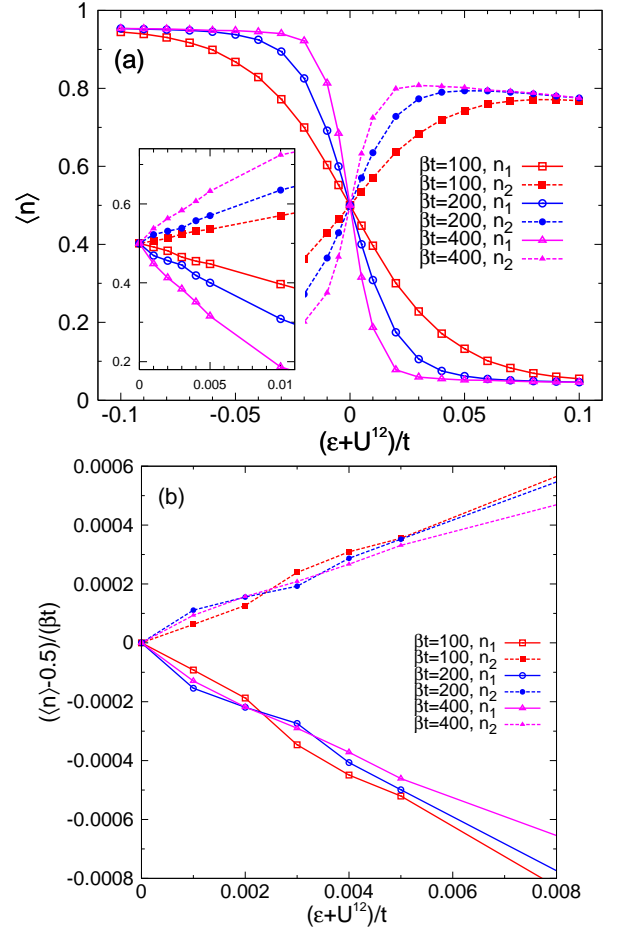 (a)
⟨n⟩
1
0.8
0.6
0.4
0.2
0
-0.1
-0.05
0
0.05
0.1
(ε+U¹²)/t
βt=100, n₁
βt=100, n₂
βt=200, n₁
βt=200, n₂
βt=400, n₁
βt=400, n₂
0.6
0.4
0.2
0
0.005
0.01
(b)
(⟨n⟩-0.5)/(βt)
0.0006
0.0004
0.0002
0
-0.0002
-0.0004
-0.0006
-0.0008
0
0.002
0.004
0.006
0.008
(ε+U¹²)/t
βt=100, n₁
βt=100, n₂
βt=200, n₁
βt=200, n₂
βt=400, n₁
βt=400, n₂